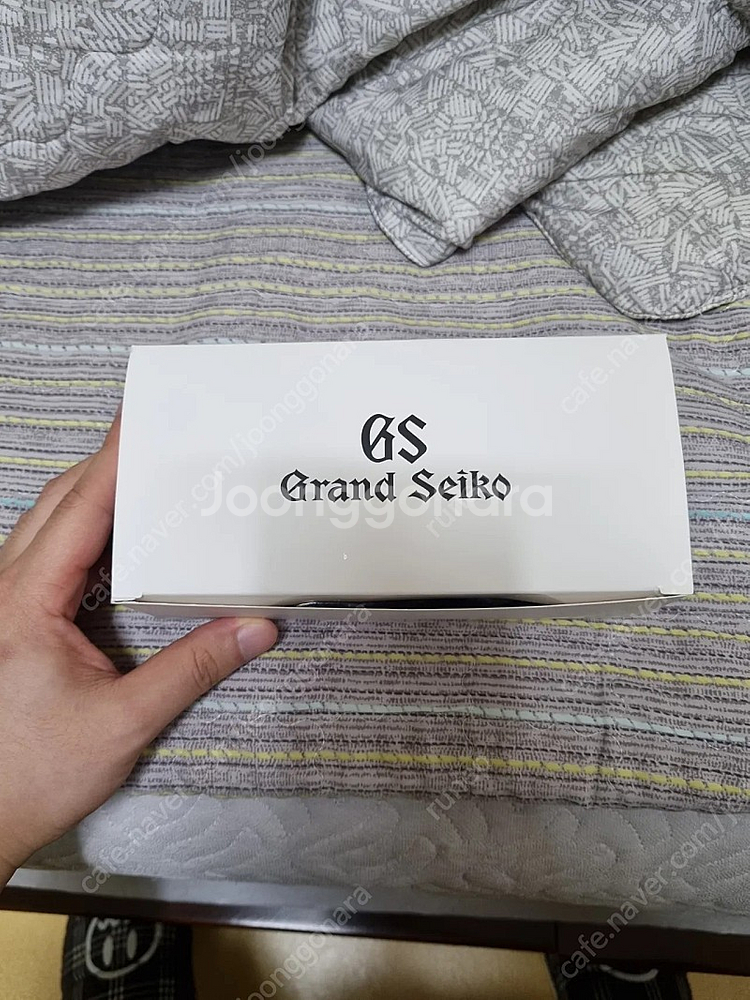 GS
Grand Seiko
Joonggonara
cafe.naver.com/joonggonara